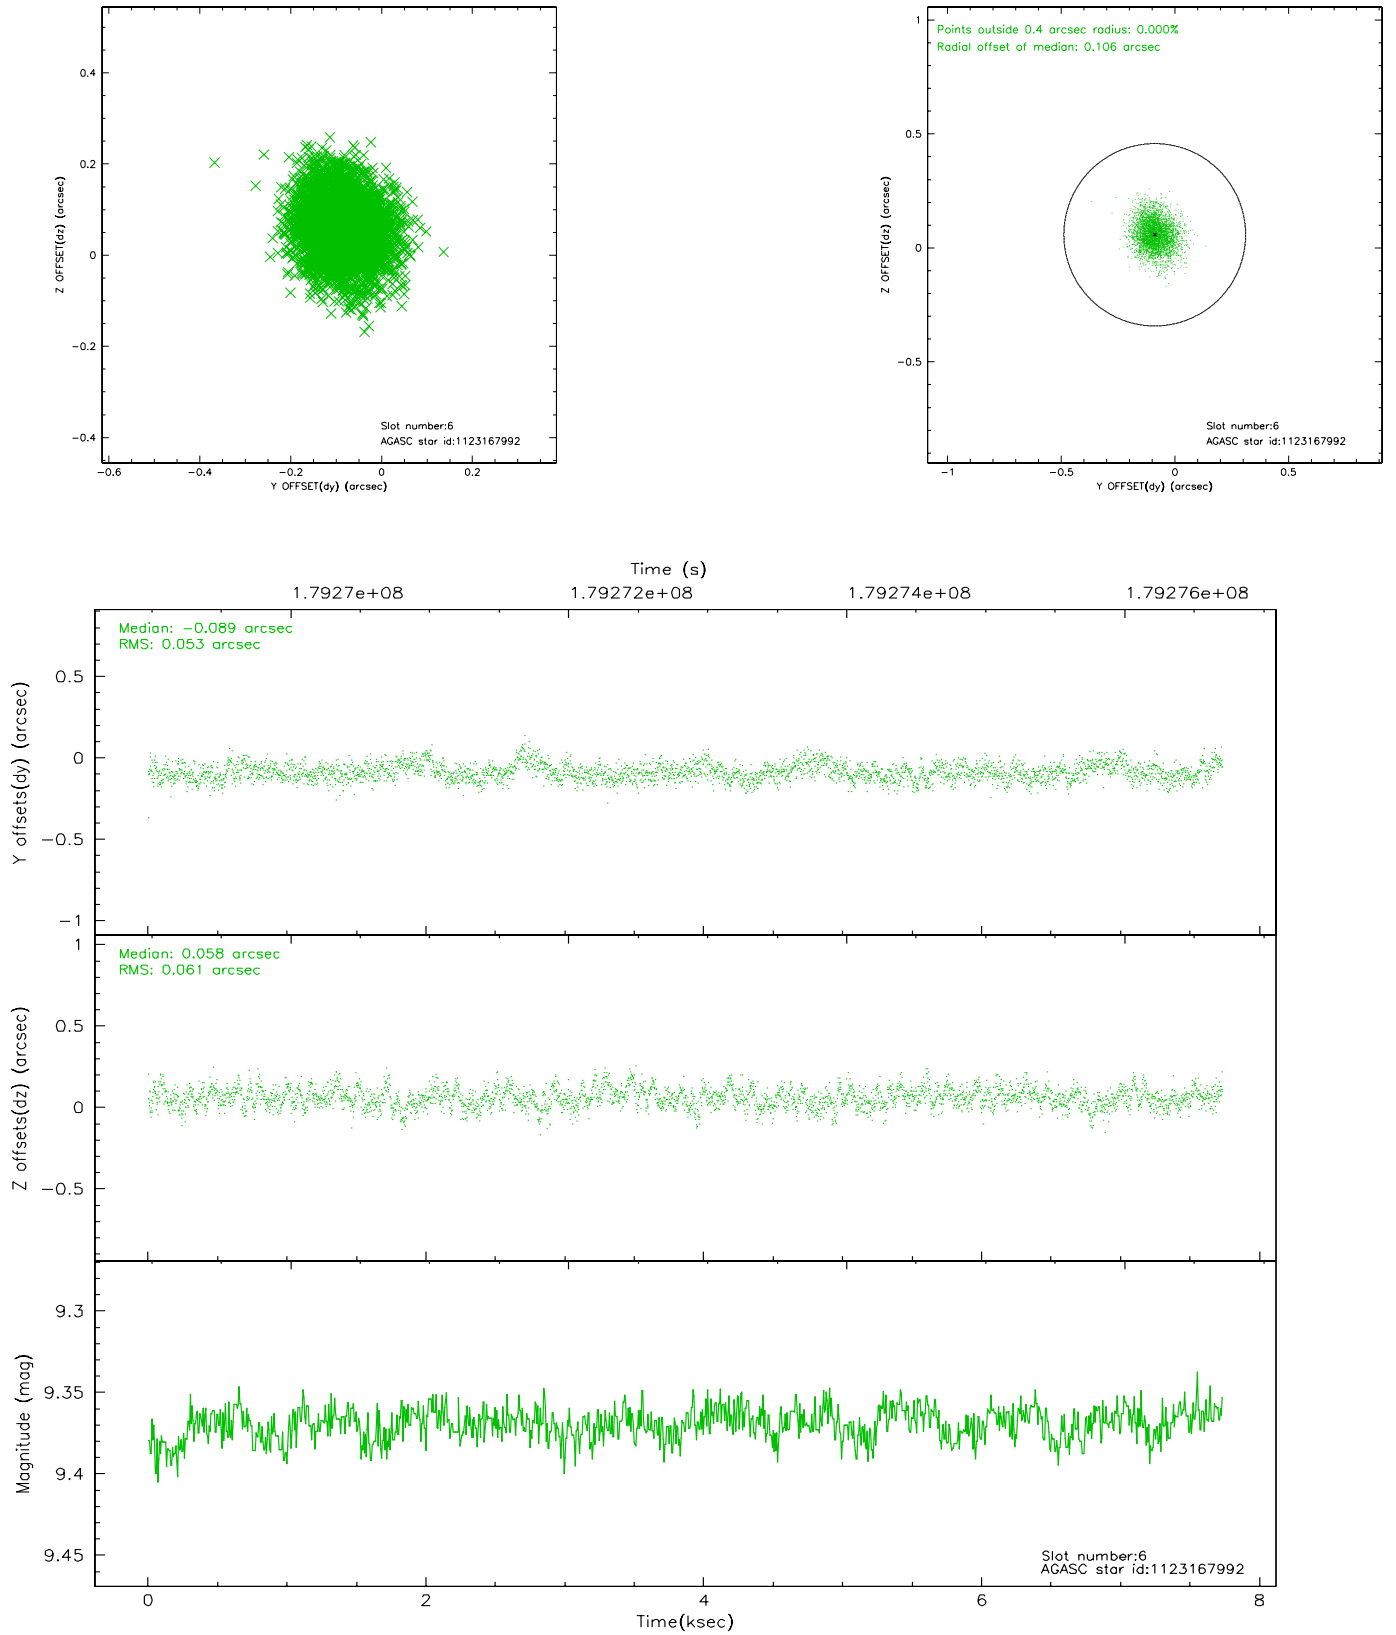 0.4
0.2
0
-0.2
-0.4
Z OFFSET(dz) (arcsec)
Slot number:6
AGASC star id:1123167992
-0.6
-0.4
-0.2
0
0.2
Y OFFSET(dy) (arcsec)
Points outside 0.4 arcsec radius: 0.000%
Radial offset of median: 0.106 arcsec
1
0.5
0
-0.5
Z OFFSET(dz) (arcsec)
Slot number:6
AGASC star id:1123167992
-1
-0.5
0
0.5
Y OFFSET(dy) (arcsec)
Time (s)
1.7927e+08
1.79272e+08
1.79274e+08
1.79276e+08
Median: -0.089 arcsec
RMS: 0.053 arcsec
0.5
0
-0.5
-1
Y offsets(dy) (arcsec)
Median: 0.058 arcsec
RMS: 0.061 arcsec
1
0.5
0
-0.5
Z offsets(dz) (arcsec)
9.3
9.35
9.4
9.45
Magnitude (mag)
Slot number:6
AGASC star id:1123167992
0
2
4
6
8
Time(ksec)